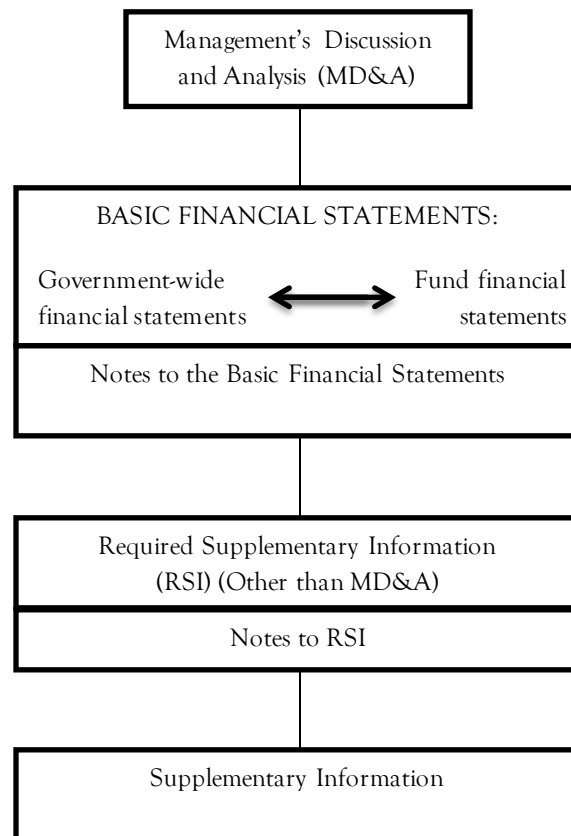 Management’s Discussion
and Analysis (MD&A)
BASIC FINANCIAL STATEMENTS:
Government-wide
financial statements
Fund financial
statements
Notes to the Basic Financial Statements
Required Supplementary Information
(RSI) (Other than MD&A)
Notes to RSI
Supplementary Information